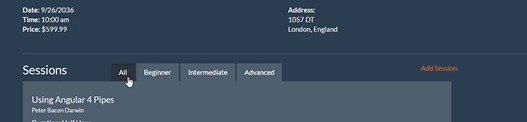 Date: 9/26/2036
Time: 10:00 am
Price: $599.99
Address:
1057 DT
London, England
Sessions
All
Beginner
Intermediate
Advanced
Add Session
Using Angular 4 Pipes
Peter Bacon Darwin